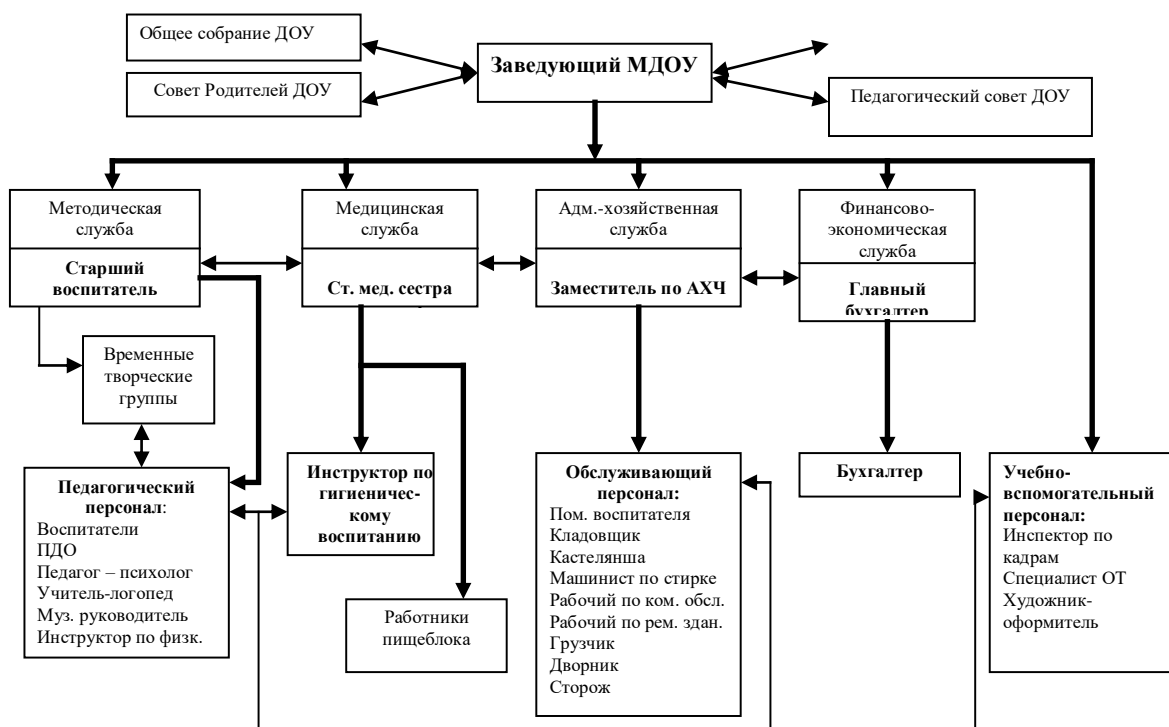 Общее собрание ДОУ
Заведующий МДОУ
Совет Родителей ДОУ
Педагогический совет ДОУ
Методическая
служба
Старший
воспитатель
Медицинская
служба
Ст. мед. сестра
Адм.-хозяйственная
служба
Заместитель по АХЧ
Финансово-
экономическая
служба
Главный
бухгалтер
Временные
творческие
группы
Педагогический
персонал:
Воспитатели
ПДО
Педагог – психолог
Учитель-логопед
Муз. руководитель
Инструктор по физк.
Инструктор по
гигиеничес-
кому
воспитанию
Работники
пищеблока
Обслуживающий
персонал:
Пом. воспитателя
Кладовщик
Кастелянша
Машинист по стирке
Рабочий по ком. обсл.
Рабочий по рем. здан.
Грузчик
Дворник
Сторож
Бухгалтер
Учебно-
вспомогательный
персонал:
Инспектор по
кадрам
Специалист ОТ
Художник-
оформитель